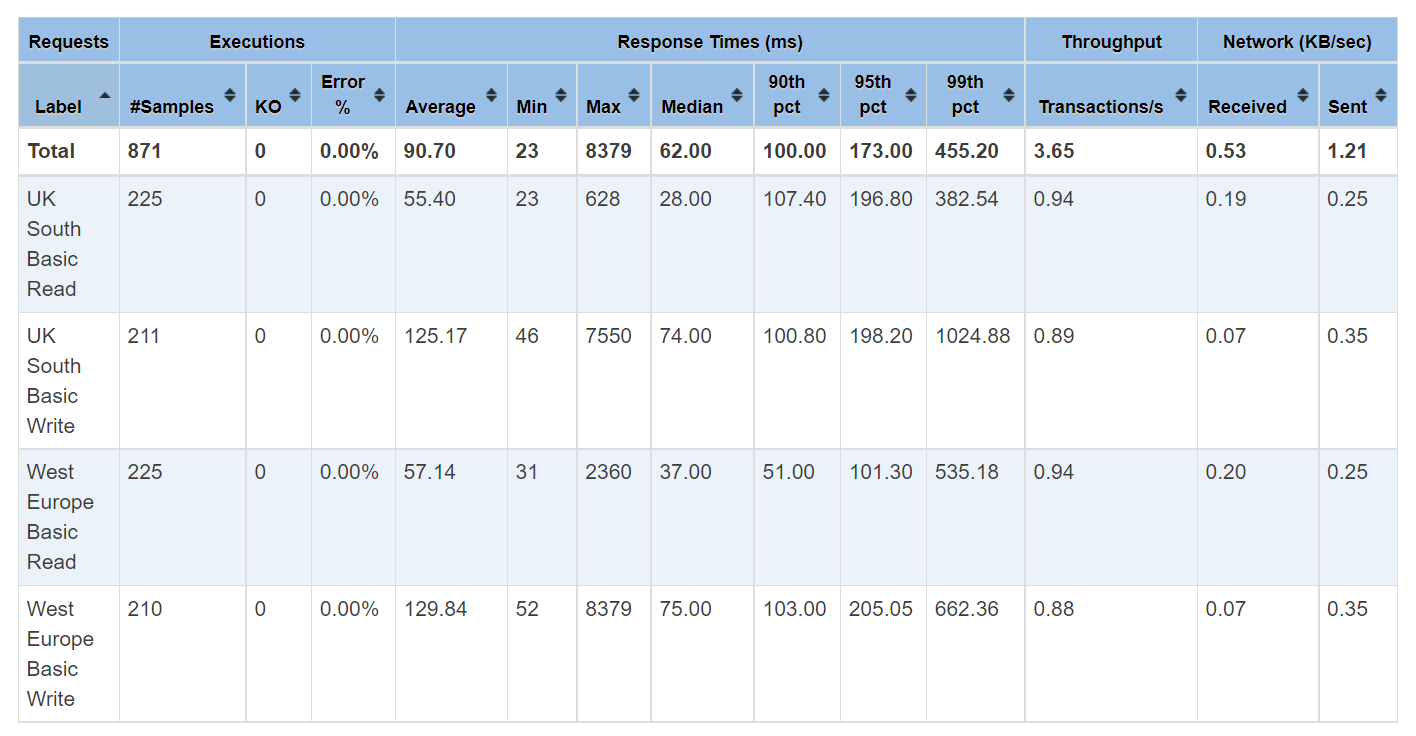 Requests Executions Response Times (ms) Throughput Network (KB/sec)
Label #Samples KO Error % Average Min Max Median 90th pct 95th pct 99th pct Transactions/s Received Sent
Total 871 0 0.00% 90.70 23 8379 62.00 100.00 173.00 455.20 3.65 0.53 1.21
UK South Basic Read 225 0 0.00% 55.40 23 628 28.00 107.40 196.80 382.54 0.94 0.19 0.25
UK South Basic Write 211 0 0.00% 125.17 46 7550 74.00 100.80 198.20 1024.88 0.89 0.07 0.35
West Europe Basic Read 225 0 0.00% 57.14 31 2360 37.00 51.00 101.30 535.18 0.94 0.20 0.25
West Europe Basic Write 210 0 0.00% 129.84 52 8379 75.00 103.00 205.05 662.36 0.88 0.07 0.35